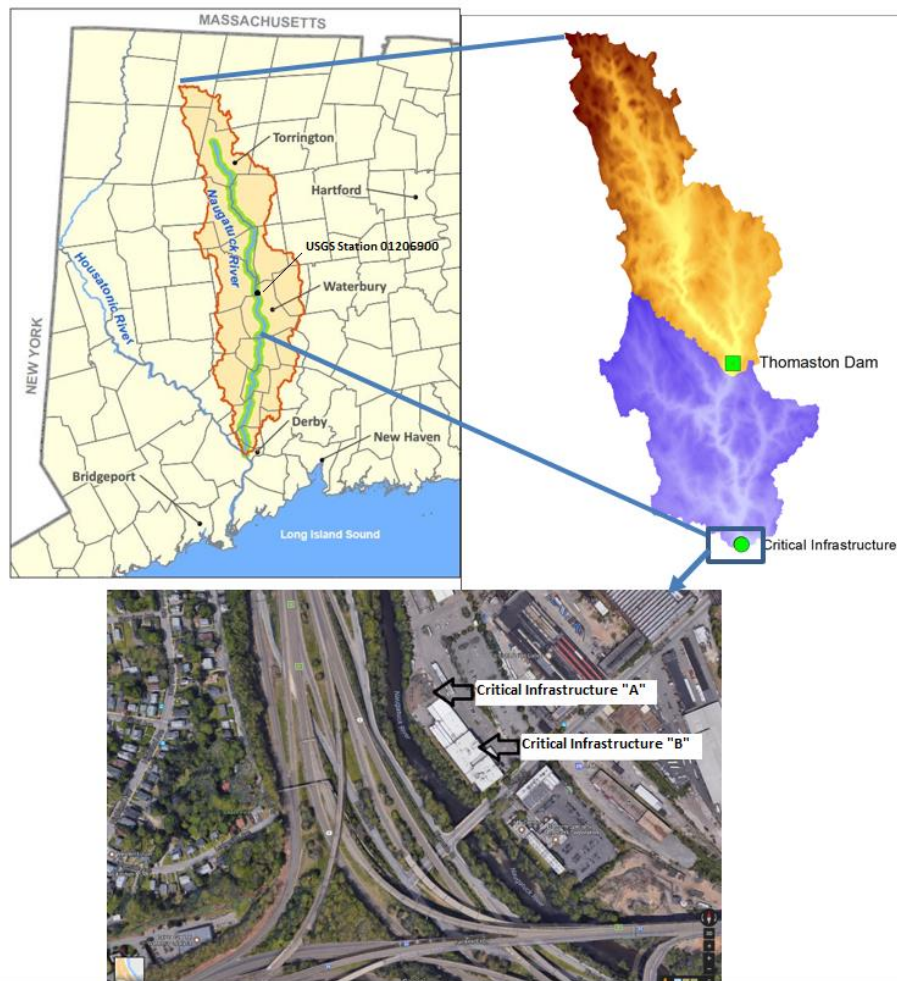 MASSACHUSETTS
Torrington
Hartford
Naugatuck River
USGS Station 01206900
Waterbury
Housatonic River
NEW YORK
Derby
New Haven
Bridgeport
Long Island Sound
Thomaston Dam
Critical Infrastructure
Critical Infrastructure "A"
Critical Infrastructure "B"